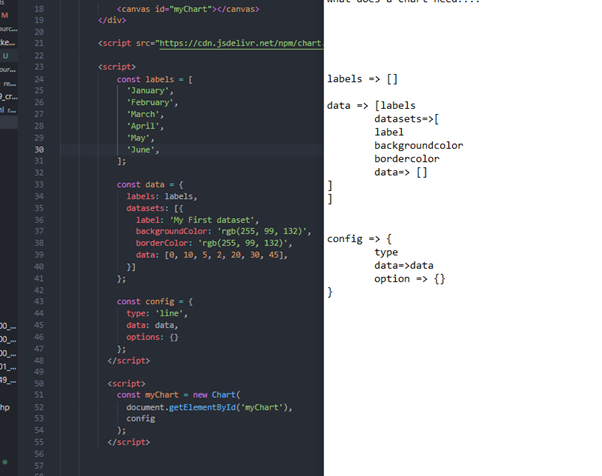 18 <canvas id="myChart"></canvas>
19 </div>
20
21 <script src="https://cdn.jsdelivr.net/npm/chart.
22
23 <script>
24 const labels = [
25 'January',
26 'February',
27 'March',
28 'April',
29 'May',
30 'June',
31 ];
32
33 const data = {
34 labels: labels,
35 datasets: [{
36 label: 'My First dataset',
37 backgroundColor: 'rgb(255, 99, 132)',
38 borderColor: 'rgb(255, 99, 132)',
39 data: [0, 10, 5, 2, 20, 30, 45],
40 }]
41 };
42
43 const config = {
44 type: 'line',
45 data: data,
46 options: {}
47 };
48 </script>
49
50 <script>
51 const myChart = new Chart(
52 document.getElementById('myChart'),
53 config
54 );
55 </script>
56
57
labels => []
data => [labels
datasets=>[
label
backgroundcolor
bordercolor
data=> []
]
]
config => {
type
data=>data
option => {}
}